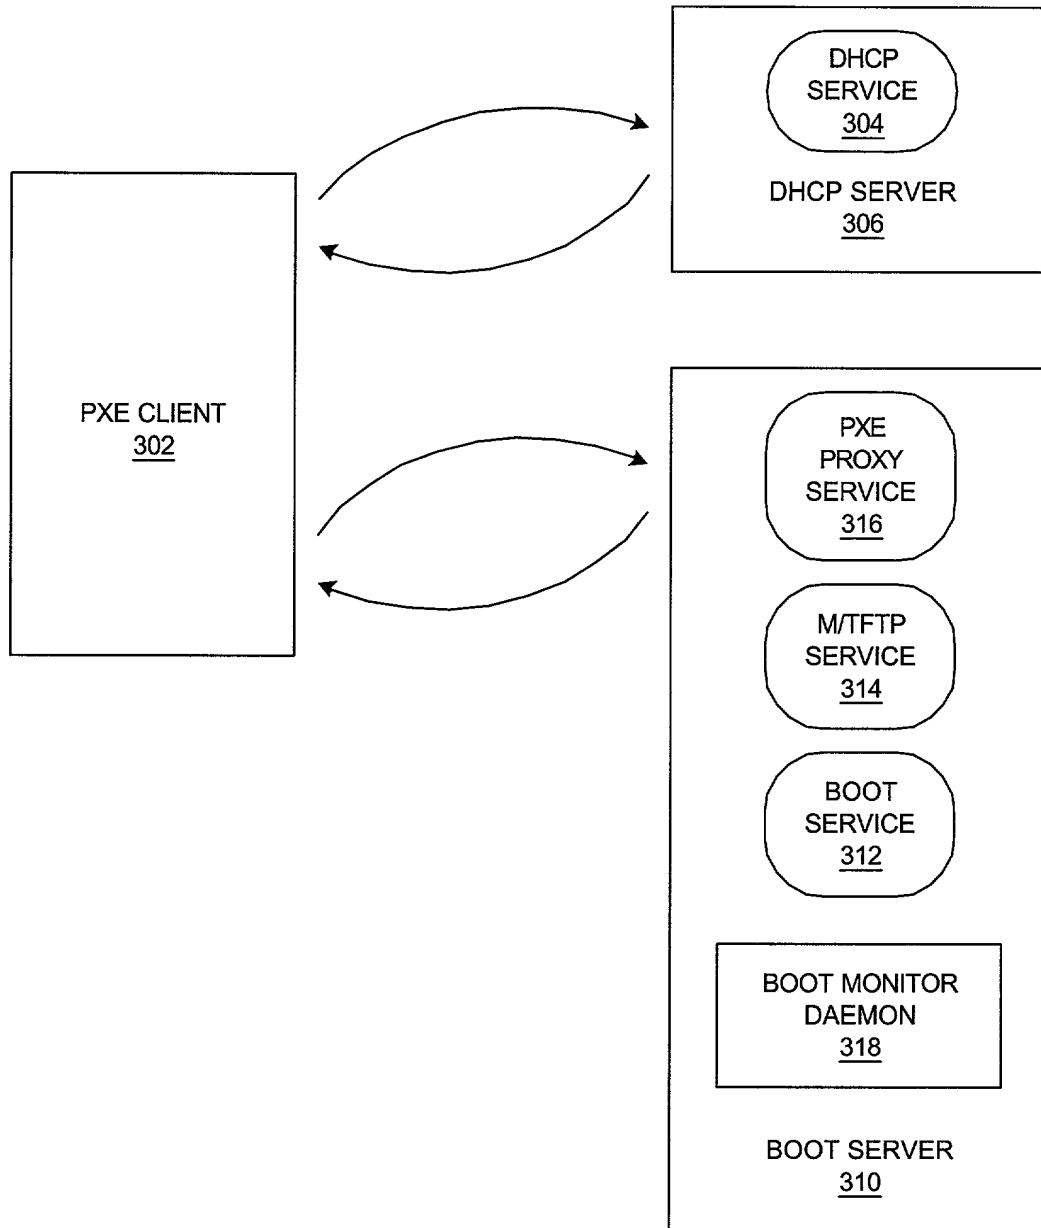 DHCP
SERVICE
304
DHCP SERVER
306
PXE CLIENT
302
PXE
PROXY
SERVICE
316
M/TFTP
SERVICE
314
BOOT
SERVICE
312
BOOT MONITOR
DAEMON
318
BOOT SERVER
310